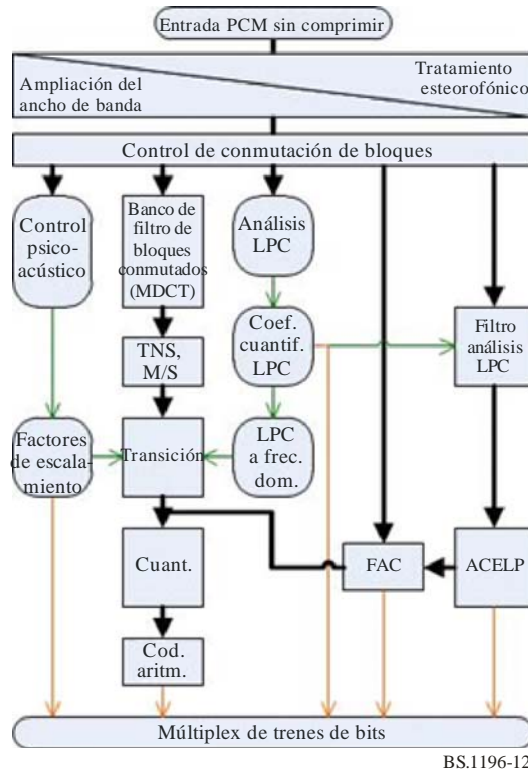 Entrada PCM sin comprimir
Ampliación del
ancho de banda
Tratamiento
esteorofónico
Control de conmutación de bloques
Control
psico-
acústico
Banco de
filtro de
bloques
conmutados
(MDCT)
Análisis
LPC
TNS,
M/S
Coef.
cuantif.
LPC
Filtro
análisis
LPC
Factores
de escala-
miento
Transición
LPC
a frec.
dom.
Cuant.
FAC
ACELP
Cod.
aritm.
Múltiplex de trenes de bits
BS.1196-12